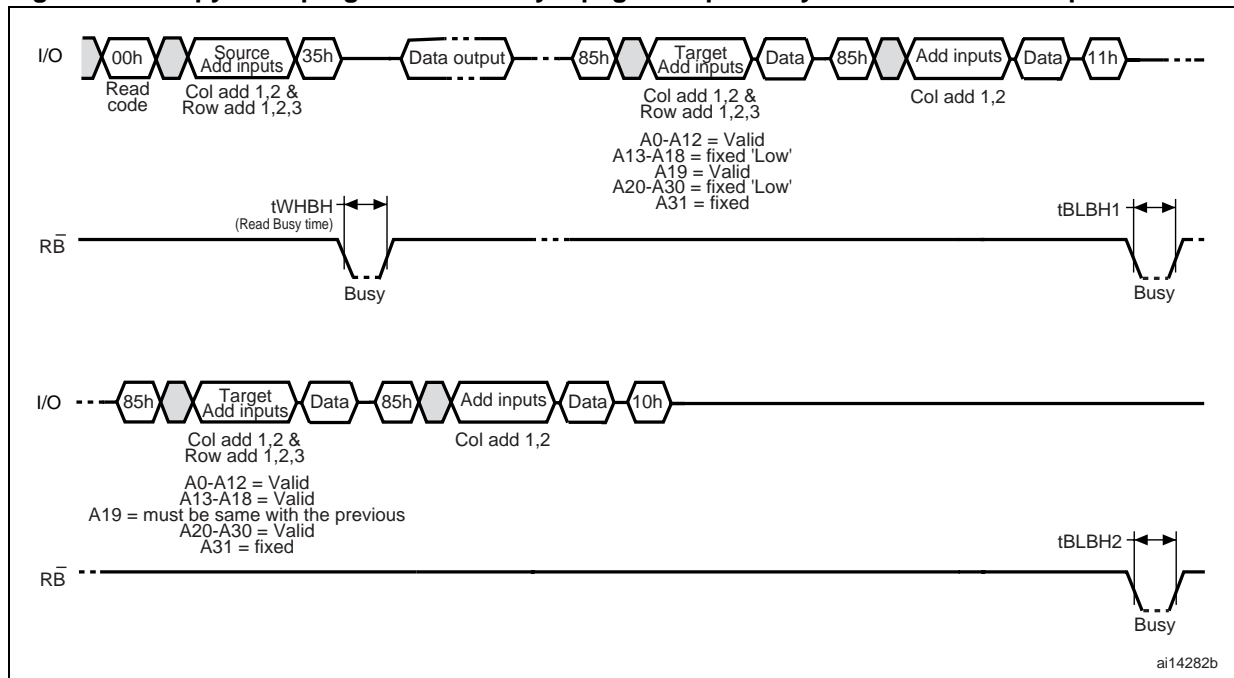 I/O 00h Source Add inputs 35h Data output 85h Target Add inputs Data 85h Add inputs Data 11h
Read code
Col add 1,2 & Row add 1,2,3
Col add 1,2 & Row add 1,2,3
Col add 1,2
A0-A12 = Valid
A13-A18 = fixed 'Low'
A19 = Valid
A20-A30 = fixed 'Low'
A31 = fixed
tWHBH
(Read Busy time)
tBLBH1
RB
Busy
Busy
I/O 85h Target Add inputs Data 85h Add inputs Data 10h
Col add 1,2 & Row add 1,2,3
Col add 1,2
A0-A12 = Valid
A13-A18 = Valid
A19 = must be same with the previous
A20-A30 = Valid
A31 = fixed
tBLBH2
RB
Busy
ai14282b